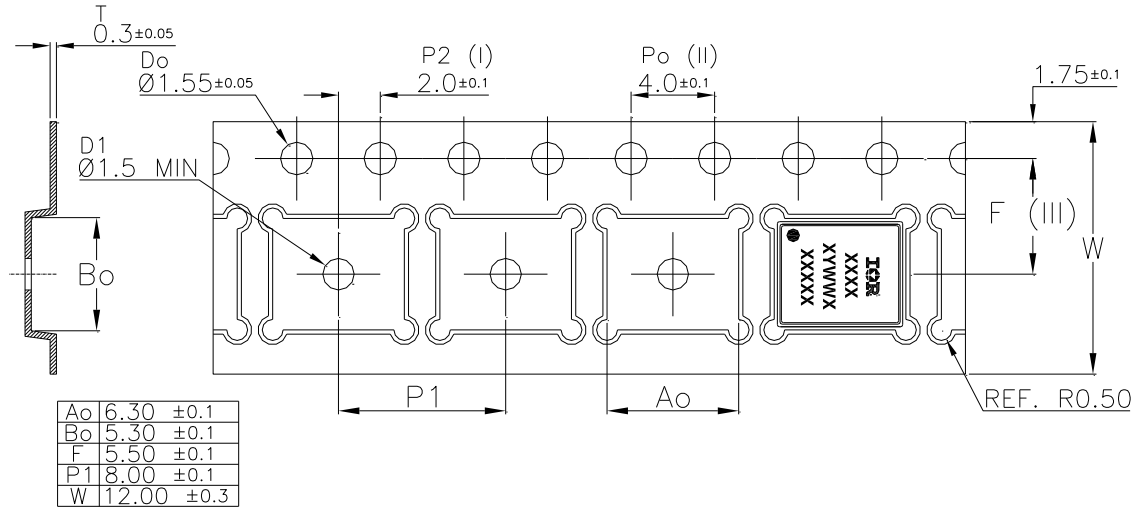 T
0.3±0.05
Do
Ø1.55±0.05
P2 (I)
2.0±0.1
Po (II)
4.0±0.1
1.75±0.1
D1
Ø1.5 MIN
F (III)
W
Bo
IOR
XXXX
XYWWX
XXXXX
P1
Ao
REF. R0.50
Ao 6.30 ±0.1
Bo 5.30 ±0.1
F 5.50 ±0.1
P1 8.00 ±0.1
W 12.00 ±0.3